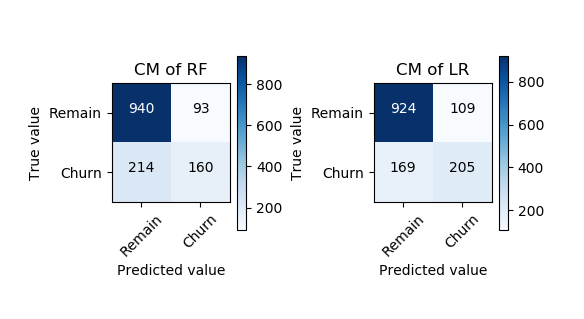 CM of RF
True value
Remain
Churn
940 93
214 160
Remain Churn
Predicted value
800
600
400
200
CM of LR
True value
Remain
Churn
924 109
169 205
Remain Churn
Predicted value
800
600
400
200